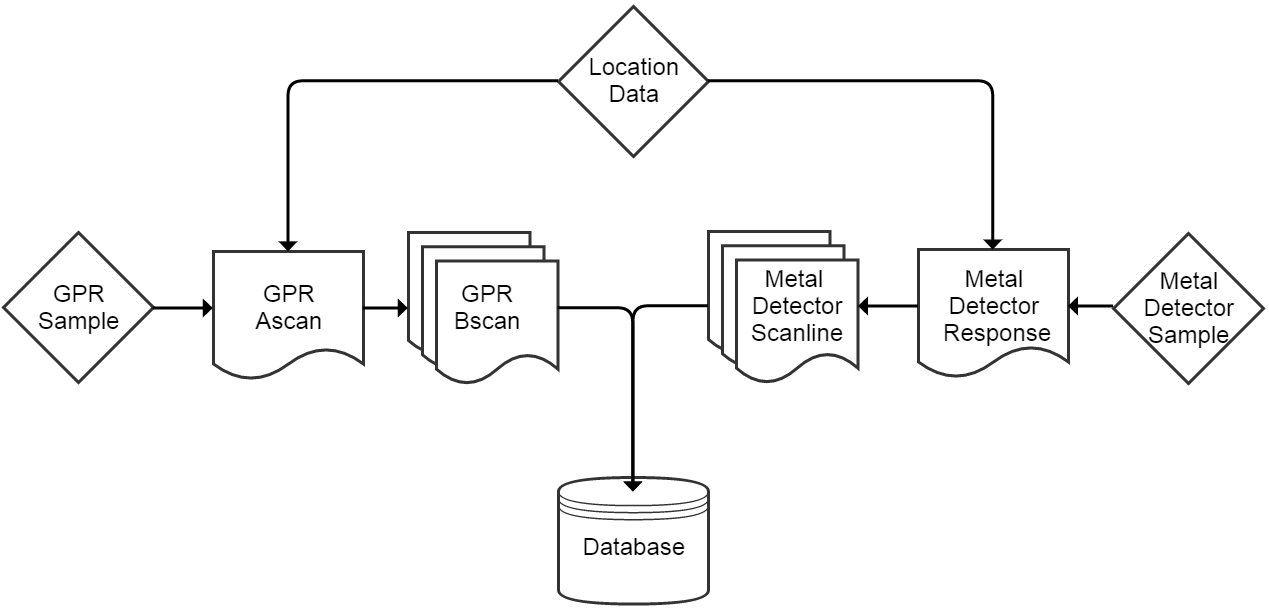 Location
Data
GPR
Sample
GPR
Ascan
GPR
Bscan
Metal
Detector
Scanline
Metal
Detector
Response
Metal
Detector
Sample
Database